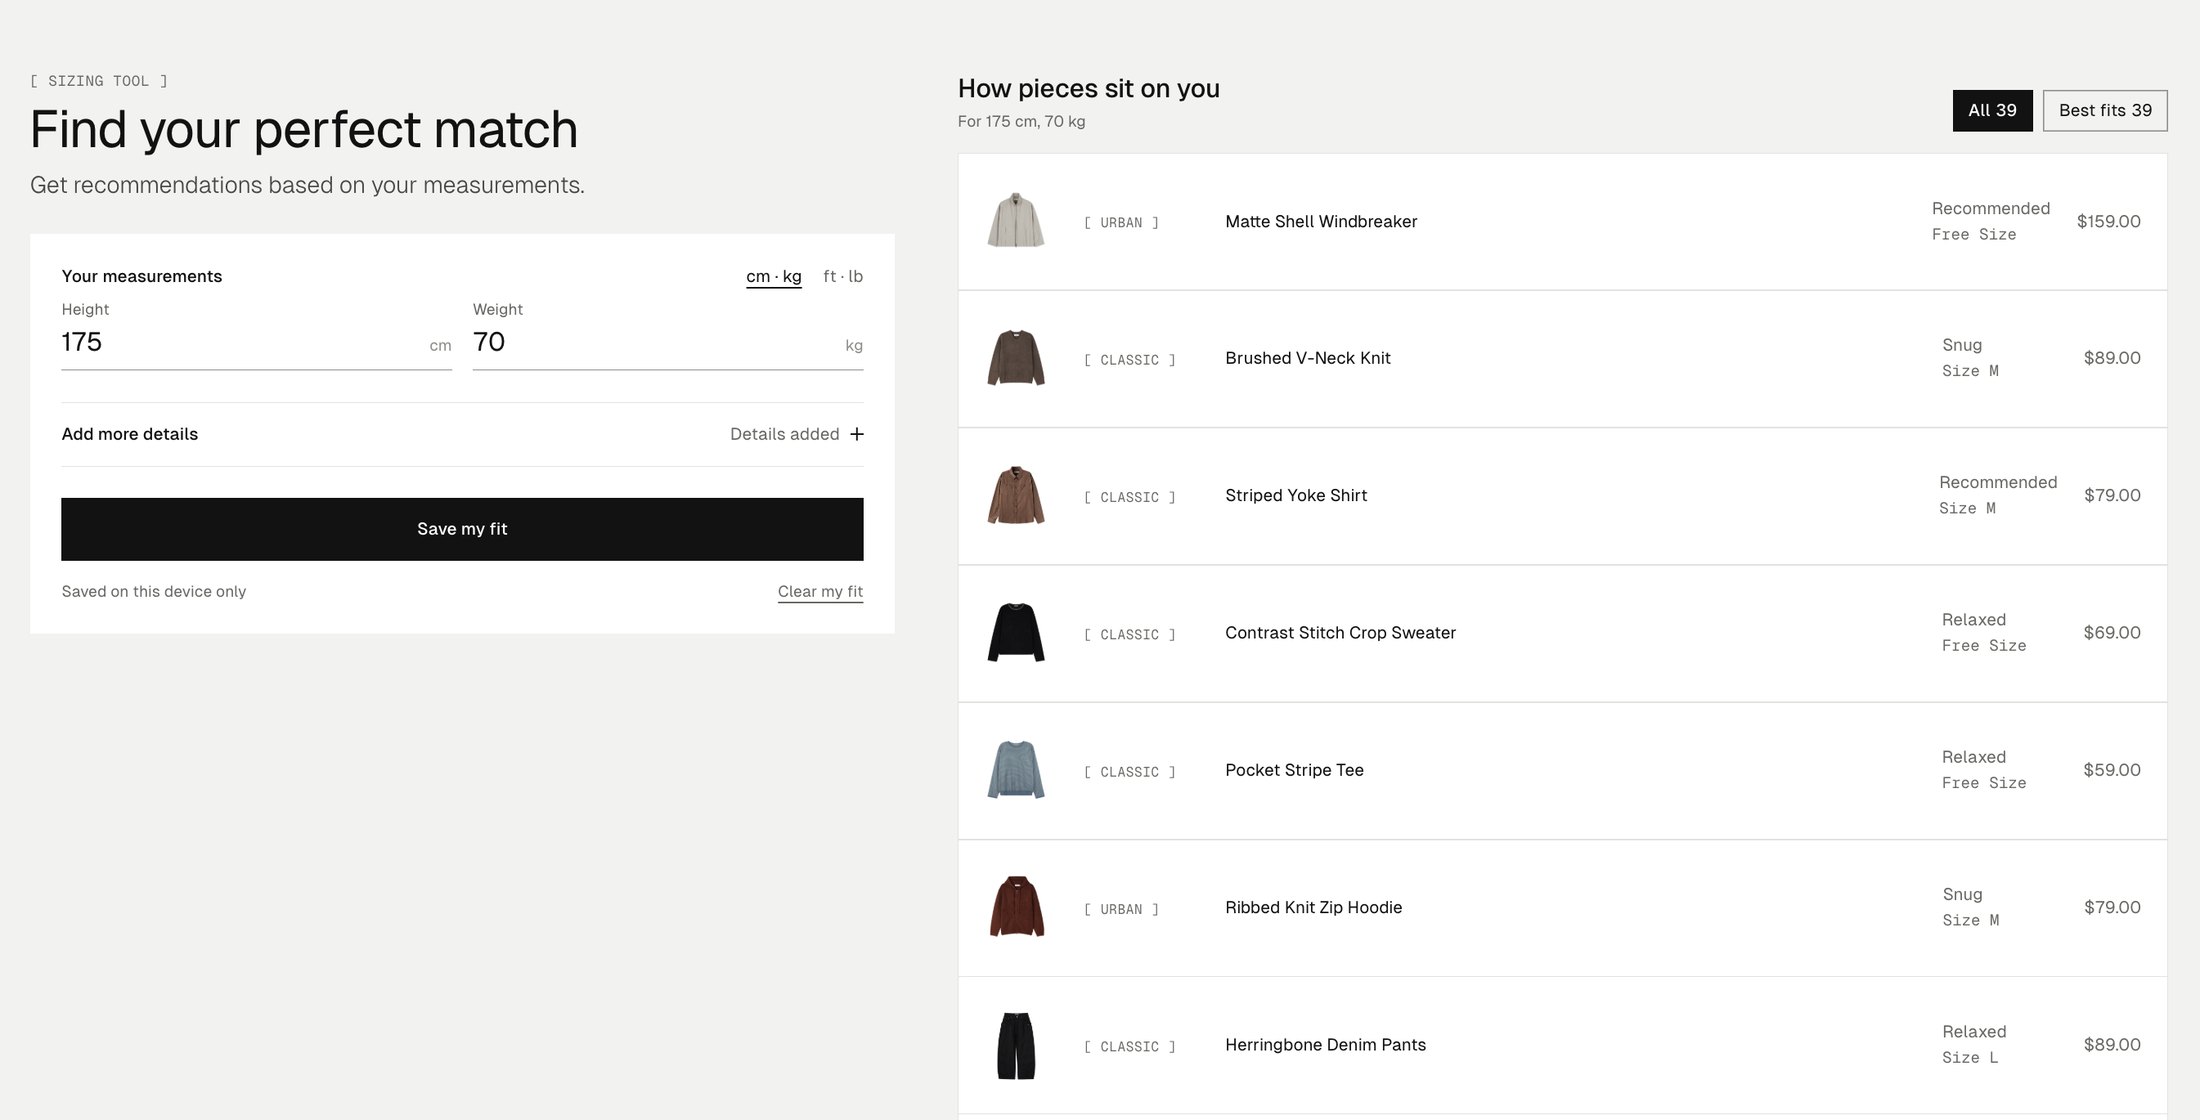 [ SIZING TOOL ]
Find your perfect match
Get recommendations based on your measurements.
Your measurements
cm · kg
ft · lb
Height
175
cm
Weight
70
kg
Add more details
Details added +
Save my fit
Saved on this device only
Clear my fit
How pieces sit on you
For 175 cm, 70 kg
All 39
Best fits 39
[ URBAN ]
Matte Shell Windbreaker
Recommended
Free Size
$159.00
[ CLASSIC ]
Brushed V-Neck Knit
Snug
Size M
$89.00
[ CLASSIC ]
Striped Yoke Shirt
Recommended
Size M
$79.00
[ CLASSIC ]
Contrast Stitch Crop Sweater
Relaxed
Free Size
$69.00
[ CLASSIC ]
Pocket Stripe Tee
Relaxed
Free Size
$59.00
[ URBAN ]
Ribbed Knit Zip Hoodie
Snug
Size M
$79.00
[ CLASSIC ]
Herringbone Denim Pants
Relaxed
Size L
$89.00